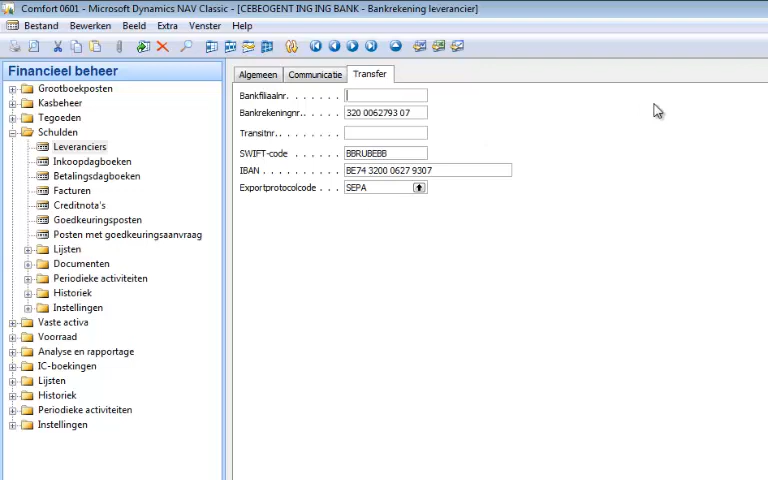 Comfort 0601 - Microsoft Dynamics NAV Classic - [CEBEOGENT ING ING BANK - Bankrekening leverancier]
Bestand Bewerken Beeld Extra Venster Help
Financieel beheer
Grootboekposten
Kasbeheer
Tegoeden
Schulden
Leveranciers
Inkoopdagboeken
Betalingsdagboeken
Facturen
Creditnota's
Goedkeuringsposten
Posten met goedkeuringsaanvraag
Lijsten
Documenten
Periodieke activiteiten
Historiek
Instellingen
Vaste activa
Voorraad
Analyse en rapportage
IC-boekingen
Lijsten
Historiek
Periodieke activiteiten
Instellingen
Algemeen Communicatie Transfer
Bankfiliaalnr. . . . . . .
Bankrekeningnr. . . . . . 320 0062793 07
Transitnr. . . . . . . . .
SWIFT-code . . . . . . BBRUBEBB
IBAN . . . . . . . . . . BE74 3200 0627 9307
Exportprotocolcode . . . SEPA